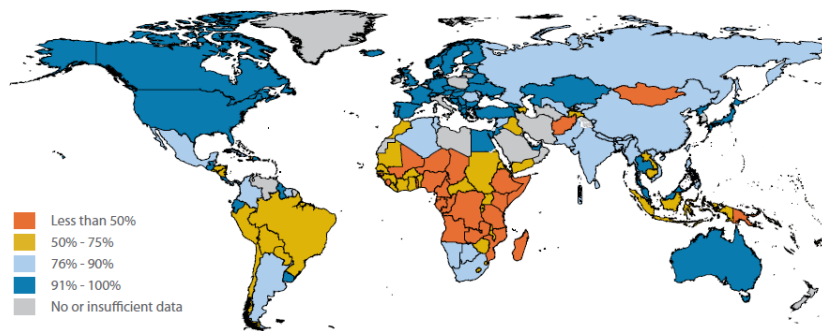 Less than 50%
50% - 75%
76% - 90%
91% - 100%
No or insufficient data